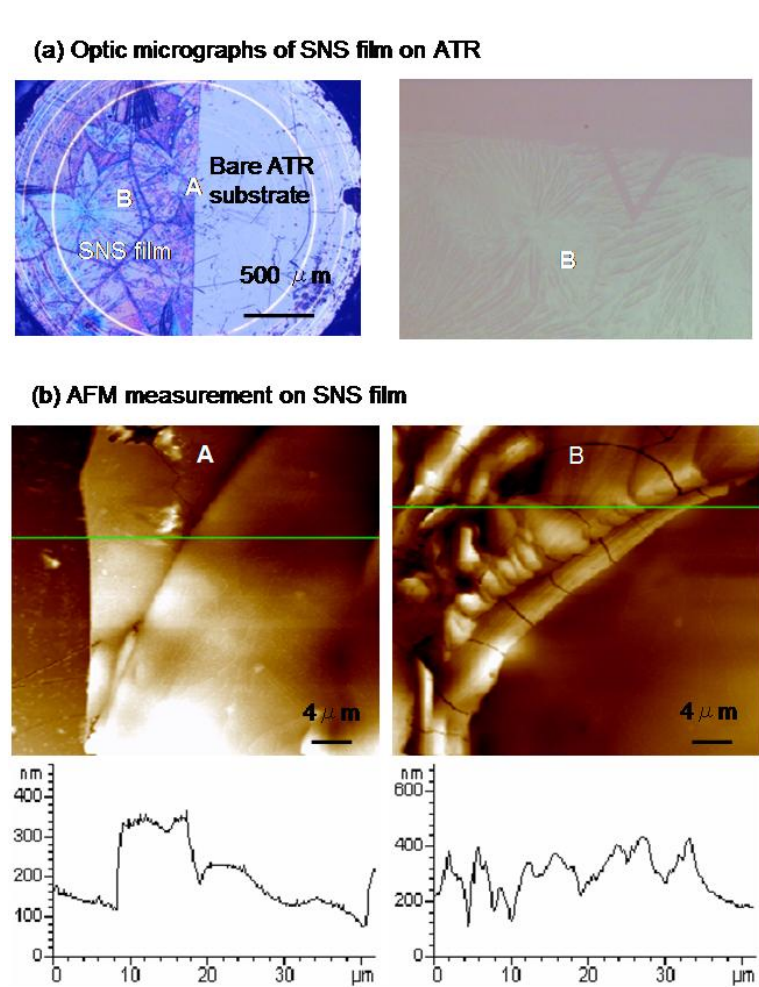 (a) Optic micrographs of SNS film on ATR
A
Bare ATR
substrate
B
SNS film
500 μm
B
(b) AFM measurement on SNS film
A
B
4 μm
4 μm
nm
400
300
200
100
0
0
10
20
30
μm
nm
600
400
200
0
0
10
20
30
μm